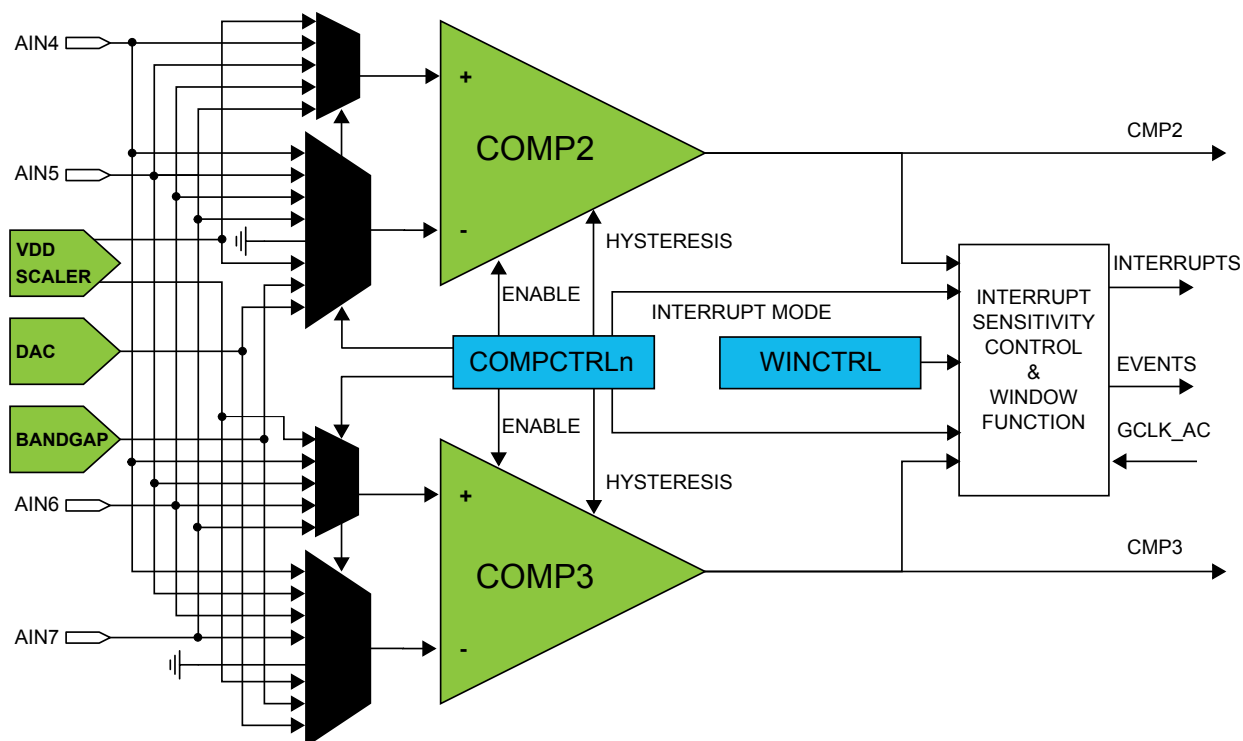 AIN4
+
COMP2
CMP2
AIN5
-
HYSTERESIS
VDD
SCALER
ENABLE
INTERRUPT MODE
INTERRUPT
SENSITIVITY
CONTROL
&
WINDOW
FUNCTION
INTERRUPTS
DAC
COMPCTRLn
WINCTRL
EVENTS
BANDGAP
ENABLE
GCLK_AC
HYSTERESIS
AIN6
+
COMP3
CMP3
AIN7
-